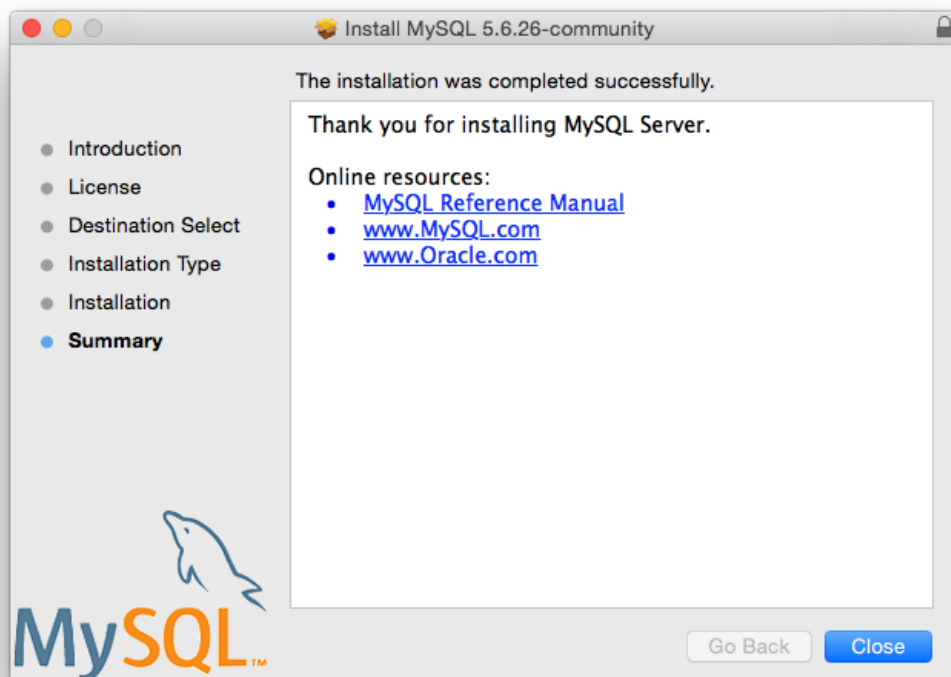 Install MySQL 5.6.26-community
The installation was completed successfully.
Introduction
License
Destination Select
Installation Type
Installation
Summary
Thank you for installing MySQL Server.
Online resources:
• MySQL Reference Manual
• www.MySQL.com
• www.Oracle.com
MySQL™
Go Back
Close